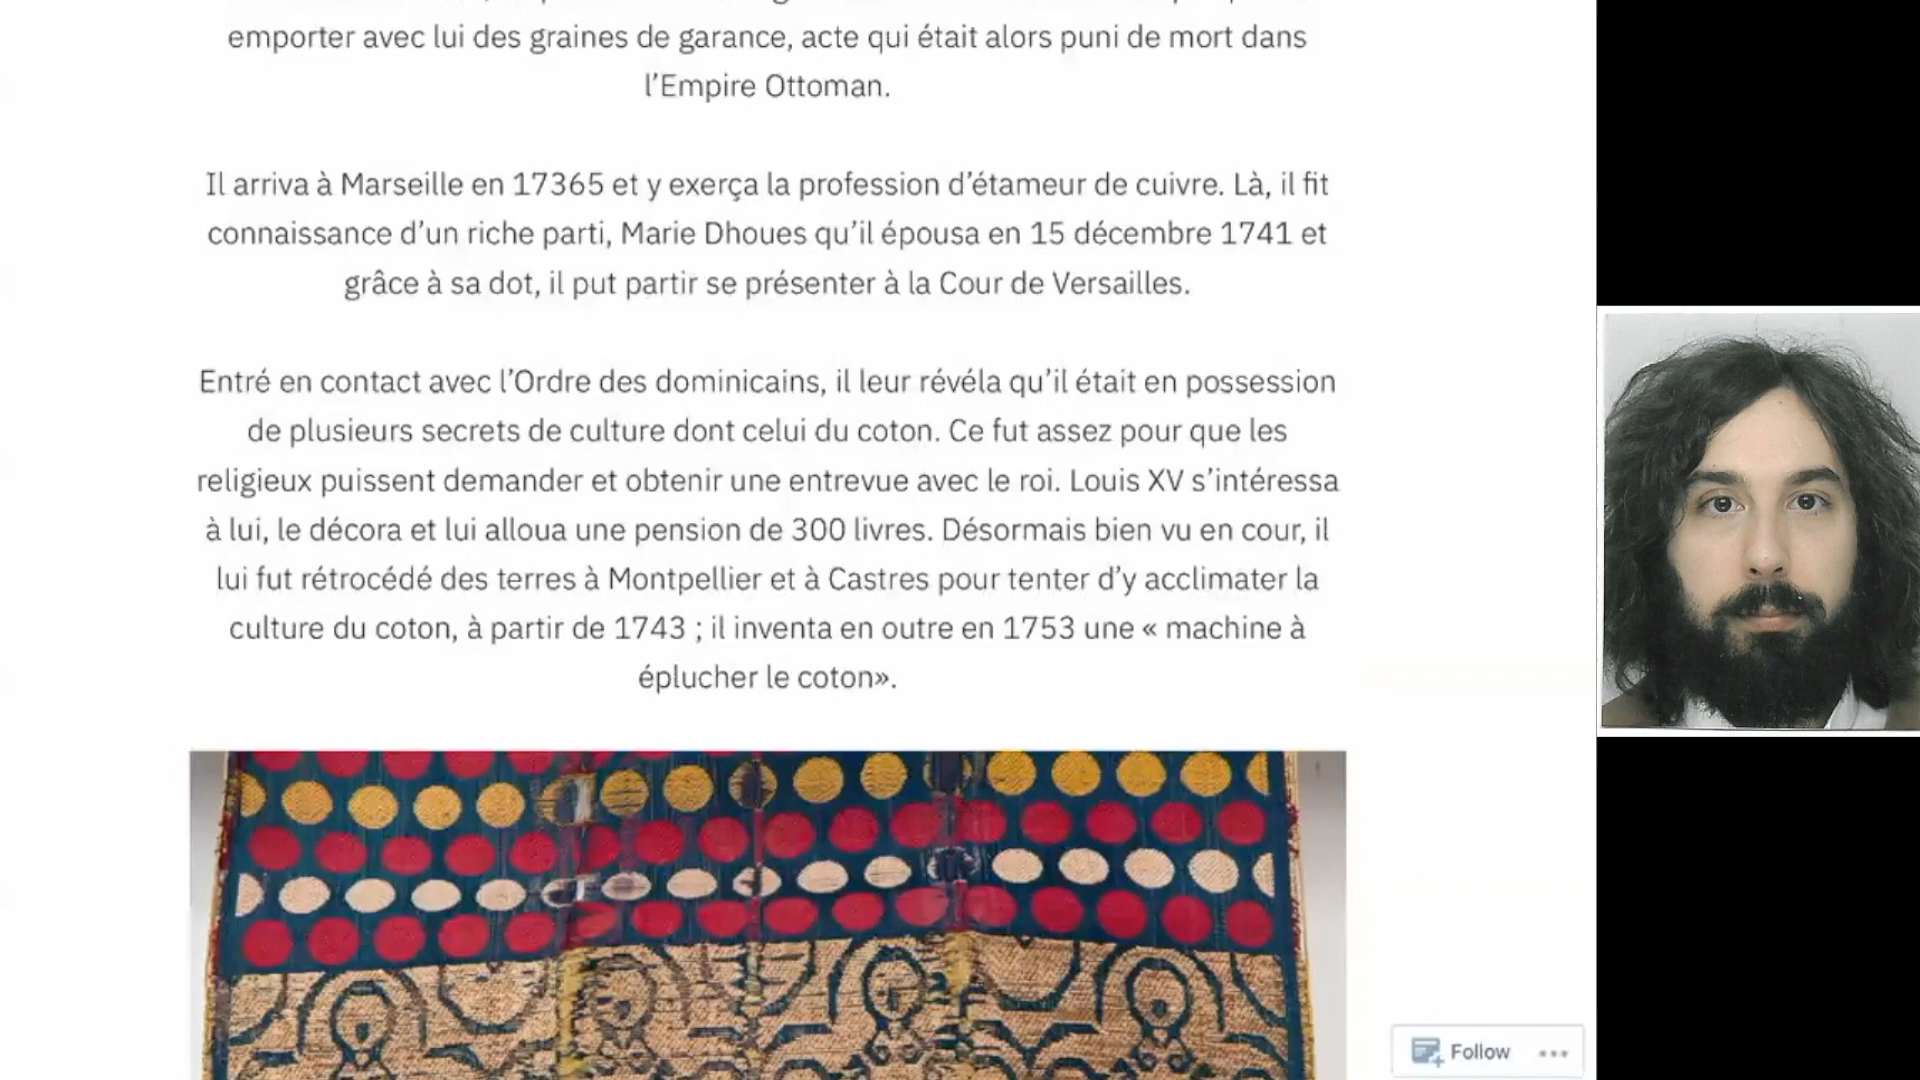 emporter avec lui des graines de garance, acte qui était alors puni de mort dans
l’Empire Ottoman.
Il arriva à Marseille en 17365 et y exerça la profession d’étameur de cuivre. Là, il fit
connaissance d’un riche parti, Marie Dhoues qu’il épousa en 15 décembre 1741 et
grâce à sa dot, il put partir se présenter à la Cour de Versailles.
Entré en contact avec l’Ordre des dominicains, il leur révéla qu’il était en possession
de plusieurs secrets de culture dont celui du coton. Ce fut assez pour que les
religieux puissent demander et obtenir une entrevue avec le roi. Louis XV s’intéressa
à lui, le décora et lui alloua une pension de 300 livres. Désormais bien vu en cour, il
lui fut rétrocédé des terres à Montpellier et à Castres pour tenter d’y acclimater la
culture du coton, à partir de 1743 ; il inventa en outre en 1753 une « machine à
éplucher le coton».
Follow